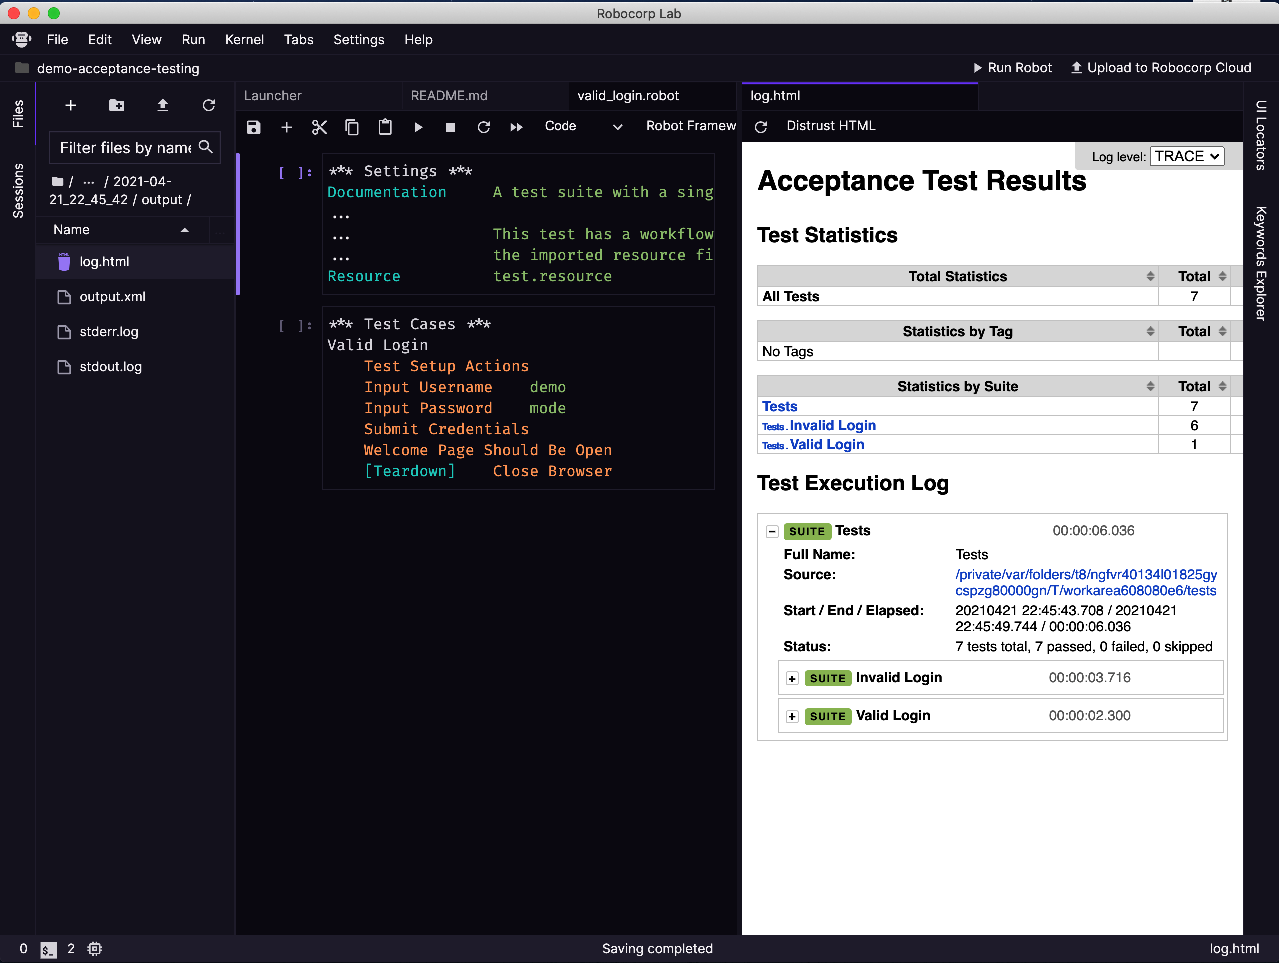 Robocorp Lab
File Edit View Run Kernel Tabs Settings Help
demo-acceptance-testing
Run Robot Upload to Robocorp Cloud
Files
Sessions
Filter files by name
/ ... / 2021-04-
21_22_45_42 / output /
Name
log.html
output.xml
stderr.log
stdout.log
Launcher README.md valid_login.robot
Code Robot Framew
[ ]: *** Settings ***
Documentation A test suite with a sing
...
... This test has a workflow
... the imported resource fi
Resource test.resource
[ ]: *** Test Cases ***
Valid Login
Test Setup Actions
Input Username demo
Input Password mode
Submit Credentials
Welcome Page Should Be Open
[Teardown] Close Browser
log.html
Distrust HTML
Log level: TRACE
Acceptance Test Results
Test Statistics
Total Statistics Total
All Tests 7
Statistics by Tag Total
No Tags
Statistics by Suite Total
Tests 7
Tests . Invalid Login 6
Tests . Valid Login 1
Test Execution Log
SUITE Tests 00:00:06.036
Full Name: Tests
Source: /private/var/folders/t8/ngfvr40134l01825gy
cspzg80000gn/T/workarea608080e6/tests
Start / End / Elapsed: 20210421 22:45:43.708 / 20210421
22:45:49.744 / 00:00:06.036
Status: 7 tests total, 7 passed, 0 failed, 0 skipped
SUITE Invalid Login 00:00:03.716
SUITE Valid Login 00:00:02.300
UI Locators
Keywords Explorer
0 $_ 2 Saving completed log.html